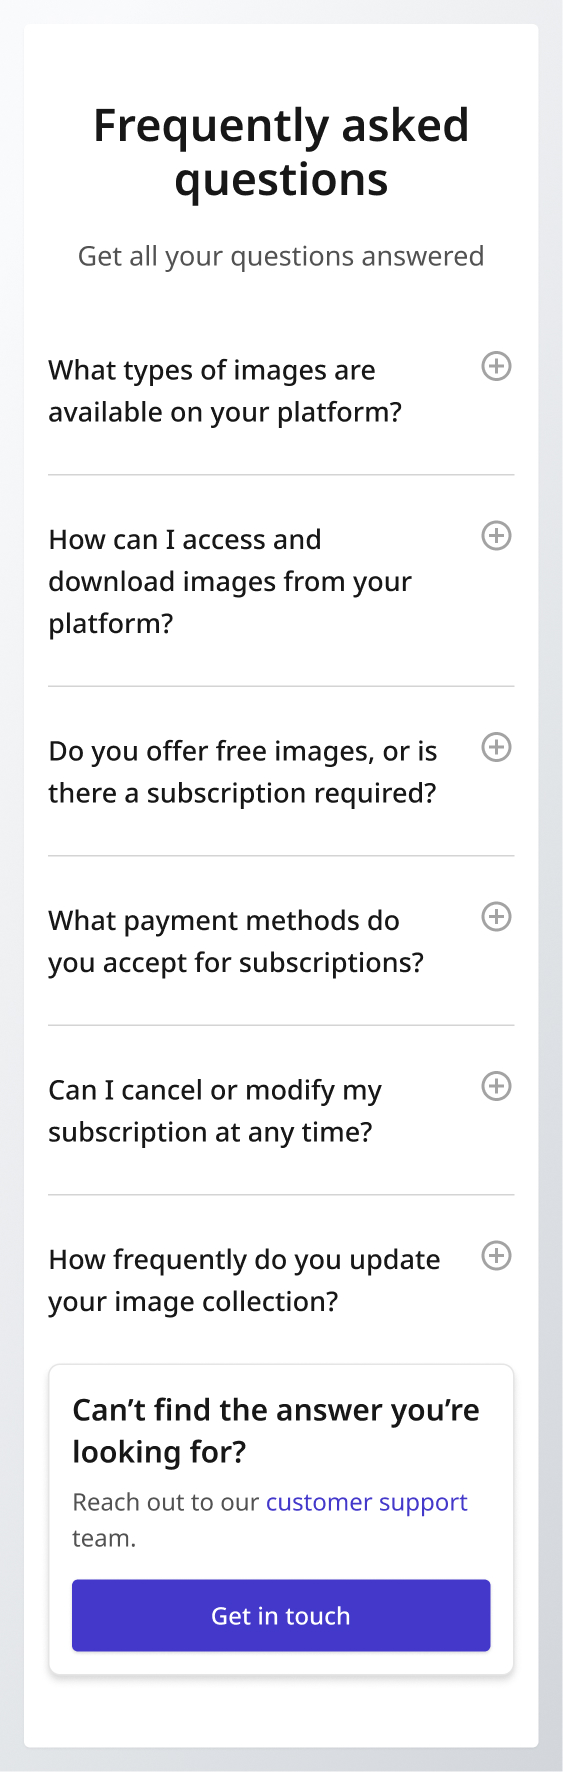 Frequently asked
questions
Get all your questions answered
What types of images are
available on your platform?
How can I access and
download images from your
platform?
Do you offer free images, or is
there a subscription required?
What payment methods do
you accept for subscriptions?
Can I cancel or modify my
subscription at any time?
How frequently do you update
your image collection?
Can’t find the answer you’re
looking for?
Reach out to our customer support
team.
Get in touch